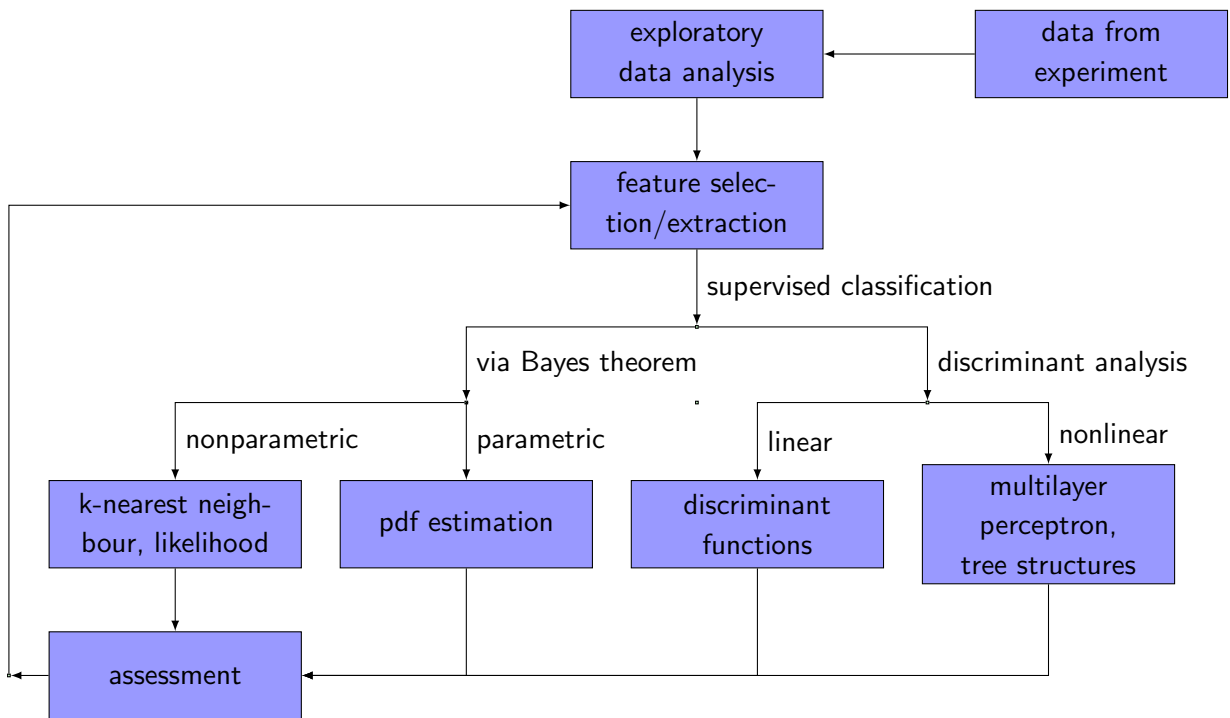 exploratory
data analysis
data from
experiment
feature selec-
tion/extraction
supervised classification
via Bayes theorem
discriminant analysis
nonparametric
parametric
linear
nonlinear
k-nearest neigh-
bour, likelihood
pdf estimation
discriminant
functions
multilayer
perceptron,
tree structures
assessment